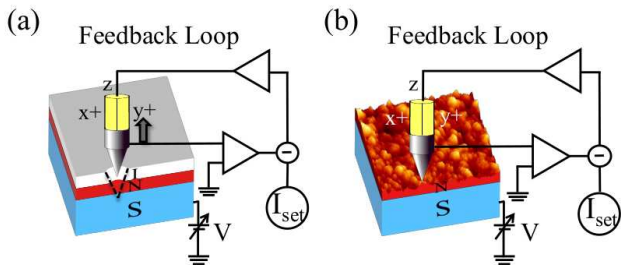 (a)
Feedback Loop
z
x+
y+
I
N
S
I_set
V
(b)
Feedback Loop
z
x+
y+
N
S
I_set
V